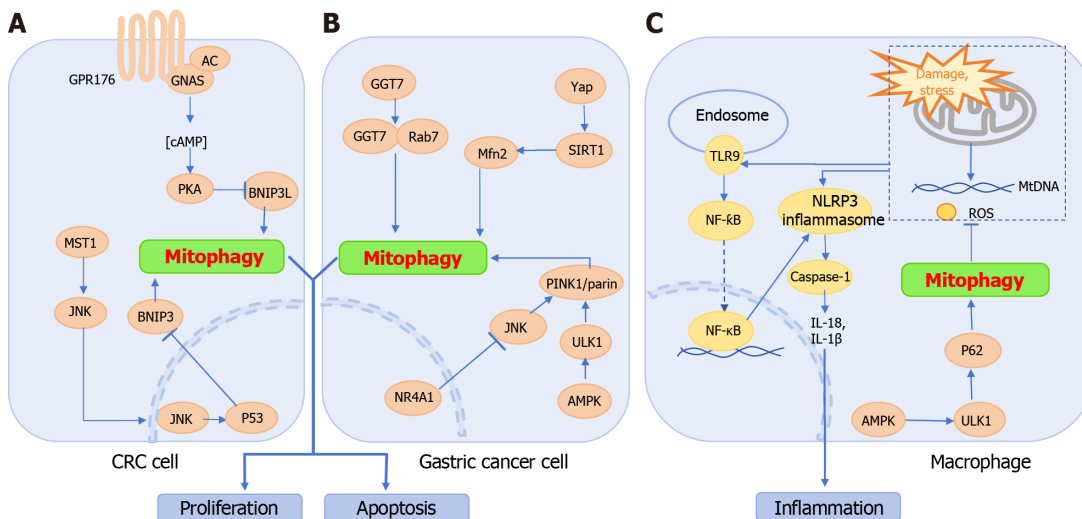 A
GPR176
AC
GNAS
[cAMP]
PKA
BNIP3L
MST1
Mitophagy
JNK
BNIP3
JNK
P53
CRC cell
B
GGT7
GGT7
Rab7
Yap
Mfn2
SIRT1
Mitophagy
PINK1/parin
JNK
ULK1
NR4A1
AMPK
Gastric cancer cell
Proliferation
Apoptosis
C
Damage,
stress
Endosome
TLR9
MtDNA
NF-ƙB
NLRP3
inflammasome
ROS
Caspase-1
Mitophagy
NF-κB
IL-18,
IL-1β
P62
AMPK
ULK1
Macrophage
Inflammation